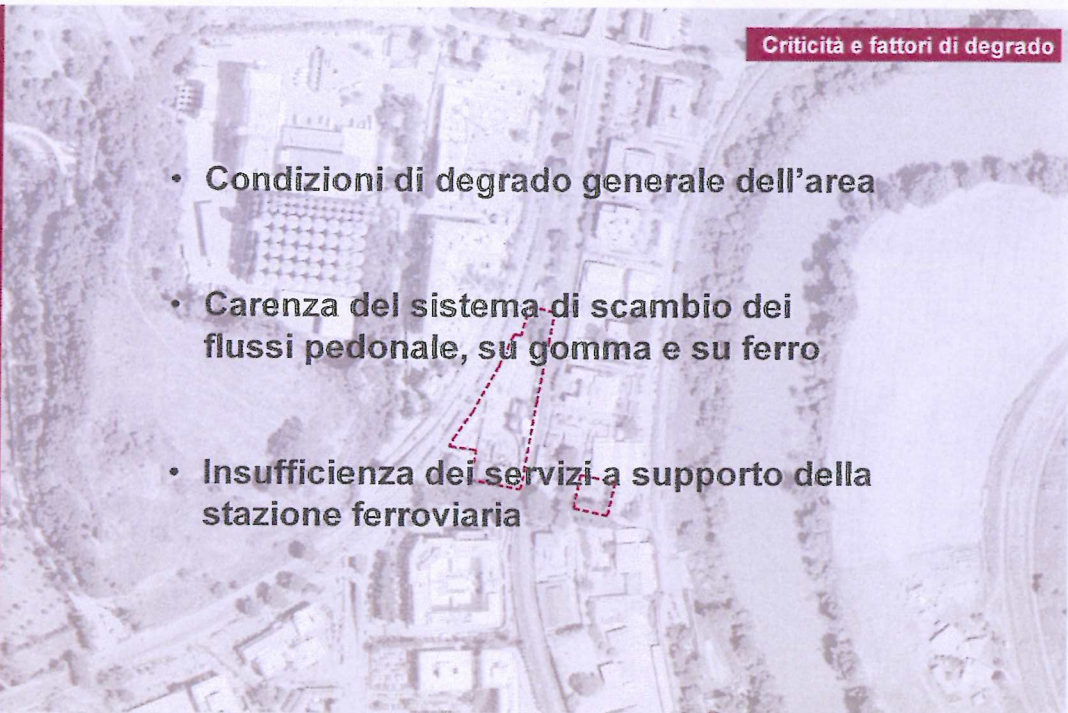 Criticità e fattori di degrado
• Condizioni di degrado generale dell'area
• Carenza del sistema di scambio dei
flussi pedonale, su gomma e su ferro
• Insufficienza dei servizi a supporto della
stazione ferroviaria